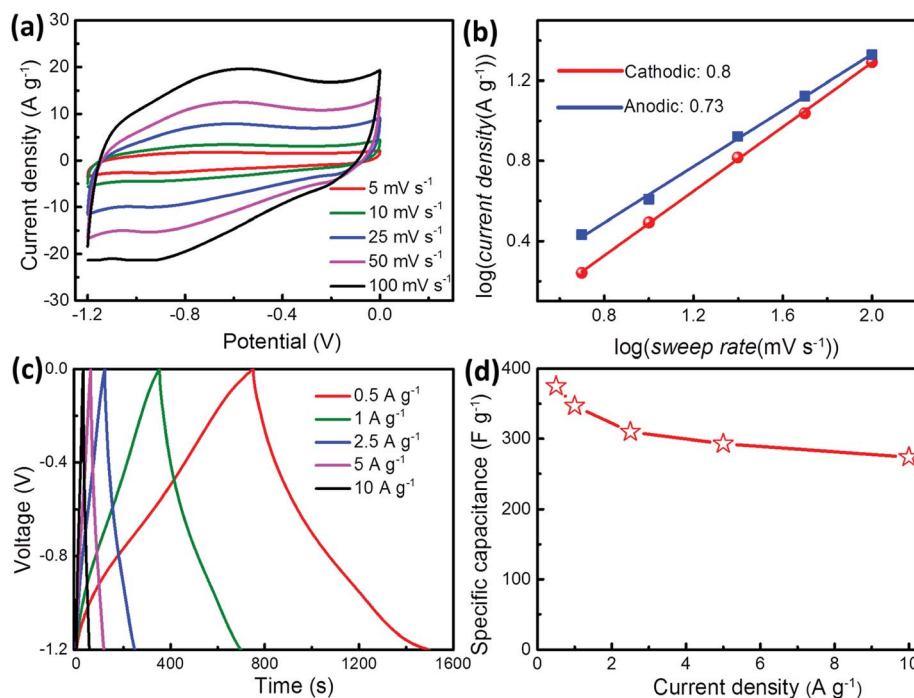 (a)
30
20
10
0
-10
-20
-30
Current density (A g⁻¹)
5 mV s⁻¹
10 mV s⁻¹
25 mV s⁻¹
50 mV s⁻¹
100 mV s⁻¹
-1.2
-0.8
-0.4
0.0
Potential (V)
(b)
1.2
0.8
0.4
log(current density(A g⁻¹))
Cathodic: 0.8
Anodic: 0.73
0.8
1.2
1.6
2.0
log(sweep rate(mV s⁻¹))
(c)
0.0
-0.4
-0.8
-1.2
Voltage (V)
0.5 A g⁻¹
1 A g⁻¹
2.5 A g⁻¹
5 A g⁻¹
10 A g⁻¹
0
400
800
1200
1600
Time (s)
(d)
400
300
200
100
0
Specific capacitance (F g⁻¹)
0
2
4
6
8
10
Current density (A g⁻¹)